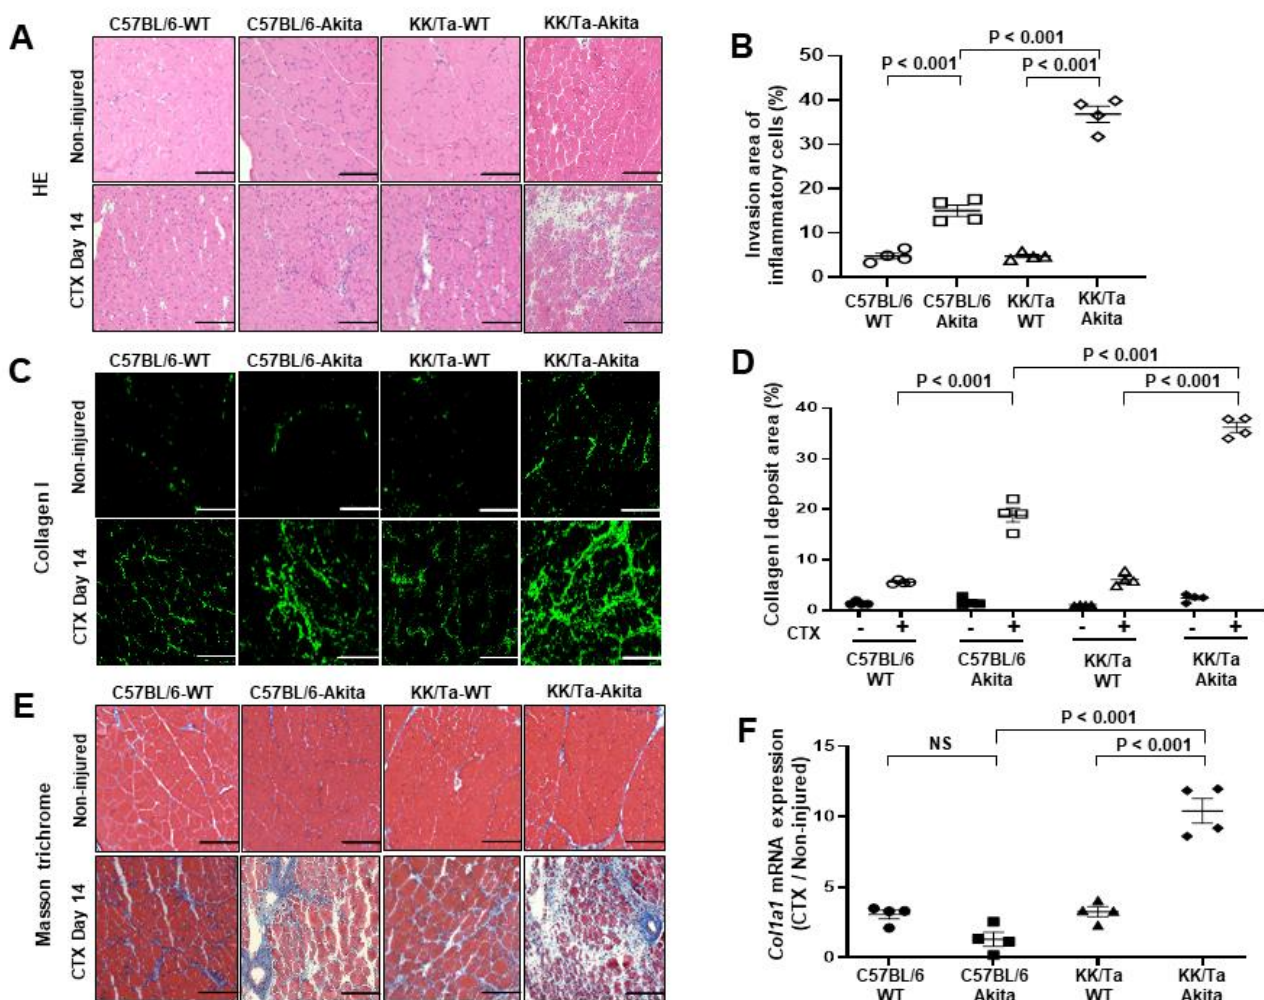 A
C57BL/6-WT C57BL/6-Akita KK/Ta-WT KK/Ta-Akita
HE
Non-injured
CTX Day 14
B
Invasion area of
inflammatory cells (%)
50
40
30
20
10
0
P < 0.001
P < 0.001 P < 0.001
C57BL/6 C57BL/6 KK/Ta KK/Ta
WT Akita WT Akita
C
C57BL/6-WT C57BL/6-Akita KK/Ta-WT KK/Ta-Akita
Collagen I
Non-injured
CTX Day 14
D
Collagen I deposit area (%)
40
30
20
10
0
P < 0.001
P < 0.001 P < 0.001
CTX - + - + - + - +
C57BL/6 C57BL/6 KK/Ta KK/Ta
WT Akita WT Akita
E
C57BL/6-WT C57BL/6-Akita KK/Ta-WT KK/Ta-Akita
Masson trichrome
Non-injured
CTX Day 14
F
Col1a1 mRNA expression
(CTX / Non-injured)
15
10
5
0
P < 0.001
NS P < 0.001
C57BL/6 C57BL/6 KK/Ta KK/Ta
WT Akita WT Akita